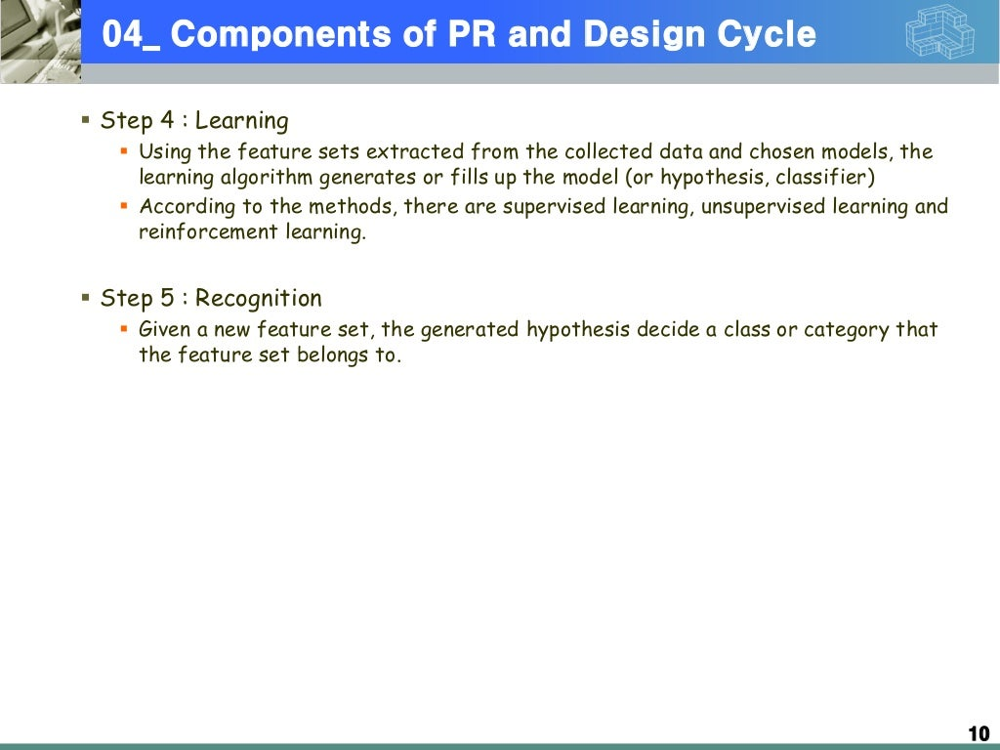 04_ Components of PR and Design Cycle
▪ Step 4 : Learning
▪ Using the feature sets extracted from the collected data and chosen models, the
learning algorithm generates or fills up the model (or hypothesis, classifier)
▪ According to the methods, there are supervised learning, unsupervised learning and
reinforcement learning.
▪ Step 5 : Recognition
▪ Given a new feature set, the generated hypothesis decide a class or category that
the feature set belongs to.
10